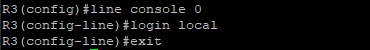 R3(config)#line console 0
R3(config-line)#login local
R3(config-line)#exit